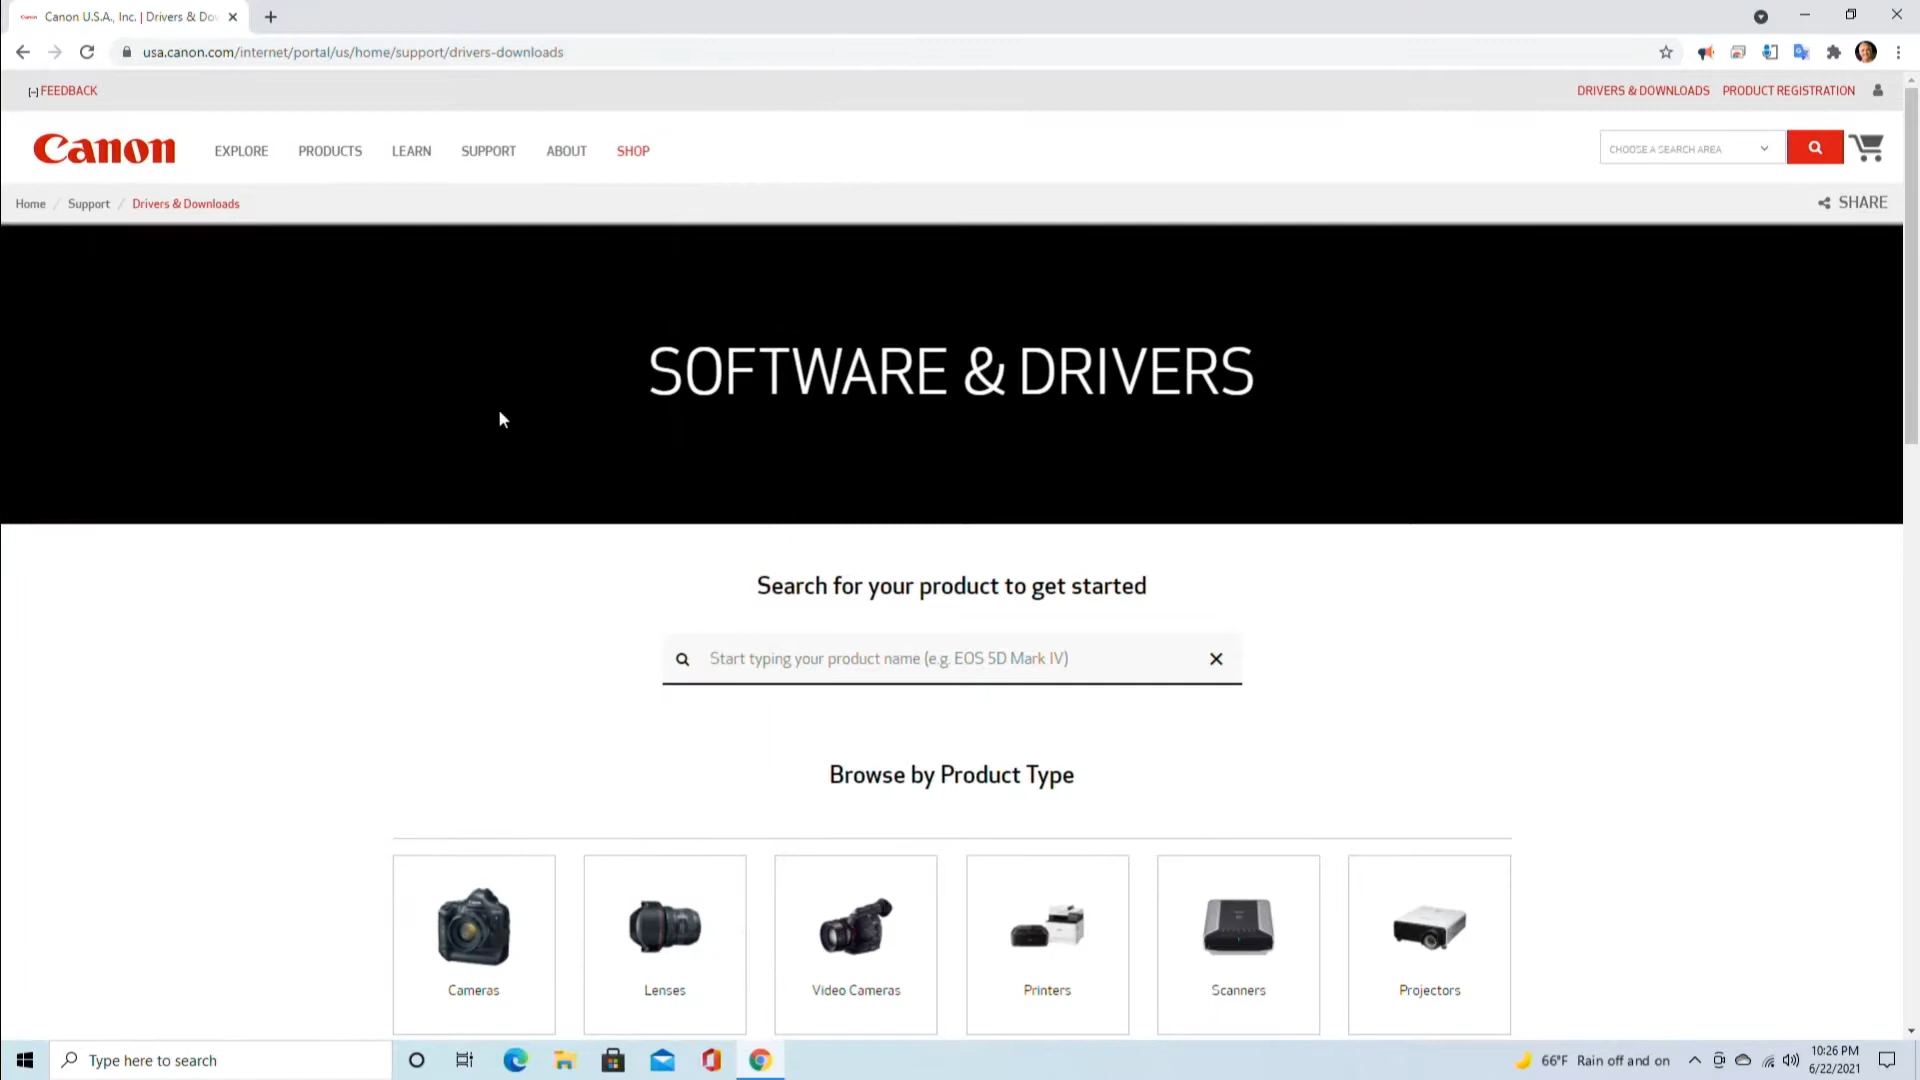 Canon U.S.A., Inc. | Drivers & Do
usa.canon.com/internet/portal/us/home/support/drivers-downloads
[-] FEEDBACK
DRIVERS & DOWNLOADS PRODUCT REGISTRATION
Canon
EXPLORE PRODUCTS LEARN SUPPORT ABOUT SHOP
CHOOSE A SEARCH AREA
Home / Support / Drivers & Downloads
SHARE
SOFTWARE & DRIVERS
Search for your product to get started
Start typing your product name (e.g. EOS 5D Mark IV)
Browse by Product Type
Cameras
Lenses
Video Cameras
Printers
Scanners
Projectors
Type here to search
66°F Rain off and on
10:26 PM
6/22/2021